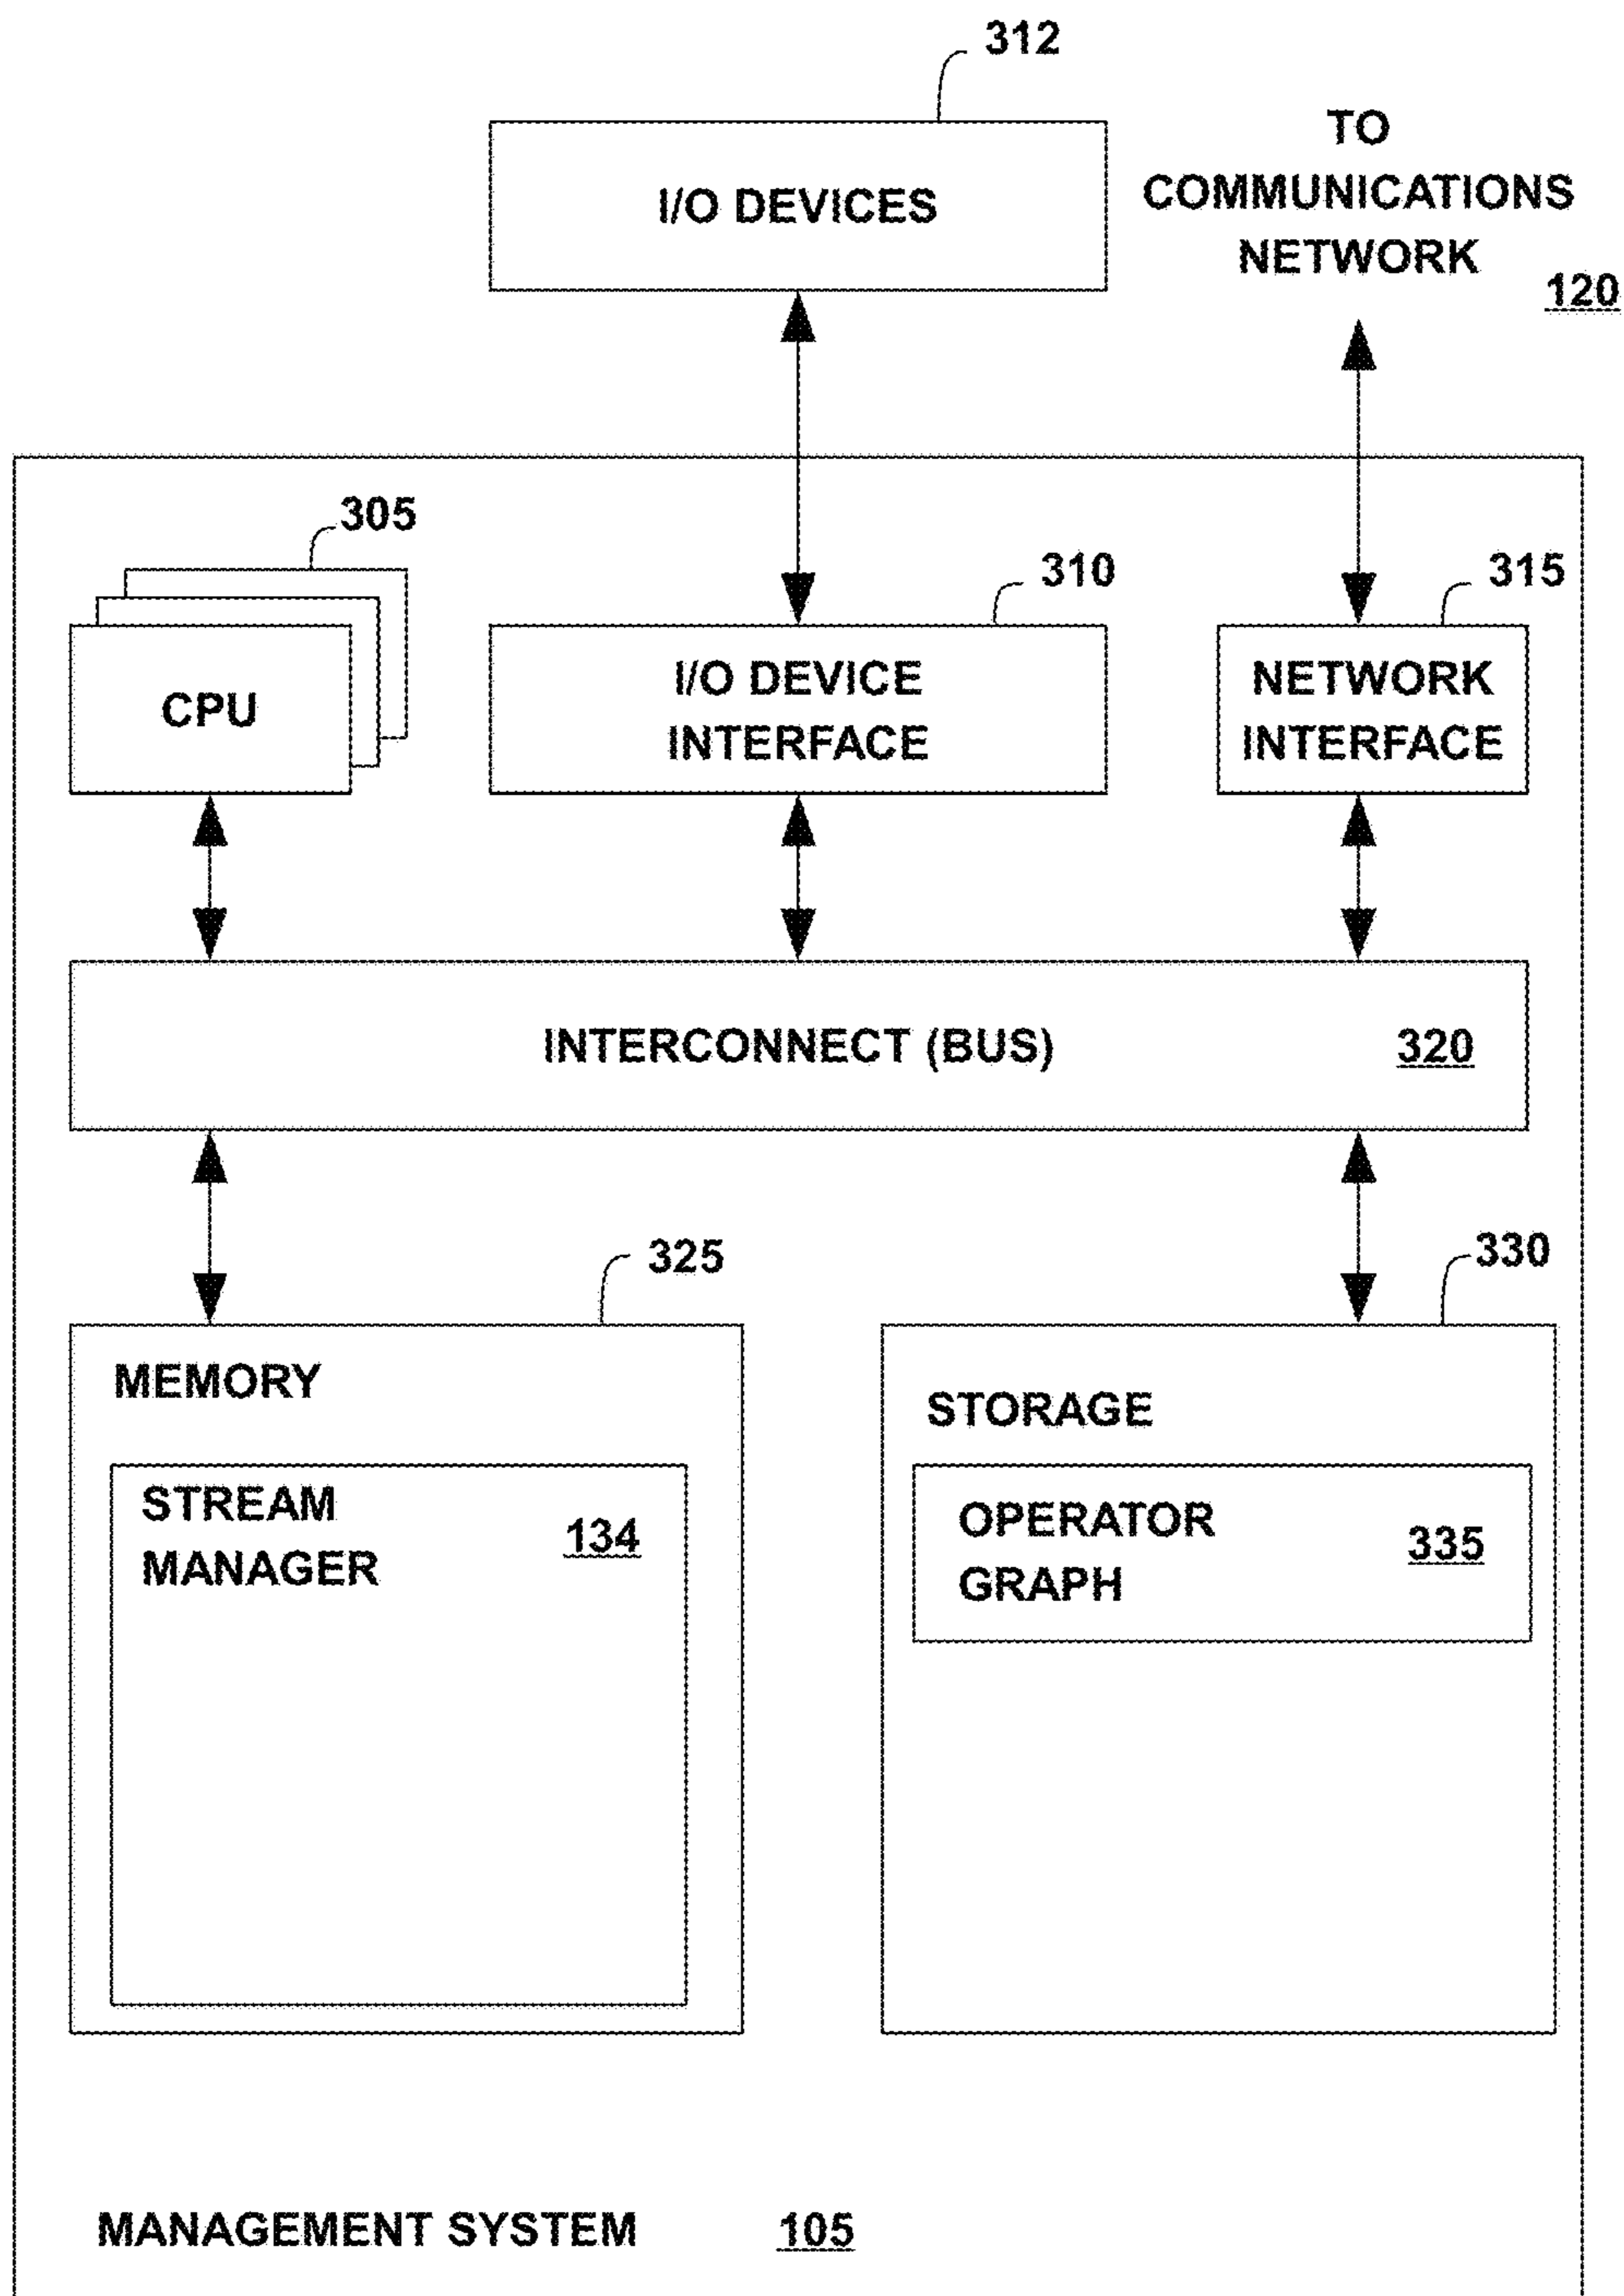 312
I/O DEVICES
TO
COMMUNICATIONS
NETWORK
120
305
310
315
CPU
I/O DEVICE
INTERFACE
NETWORK
INTERFACE
INTERCONNECT (BUS)
320
325
330
MEMORY
STREAM
MANAGER
134
STORAGE
OPERATOR
GRAPH
335
MANAGEMENT SYSTEM
105